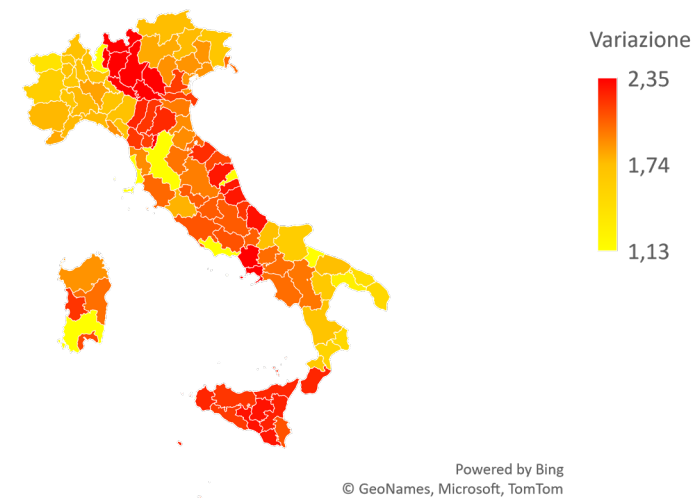 Variazione
2,35
1,74
1,13
Powered by Bing
© GeoNames, Microsoft, TomTom